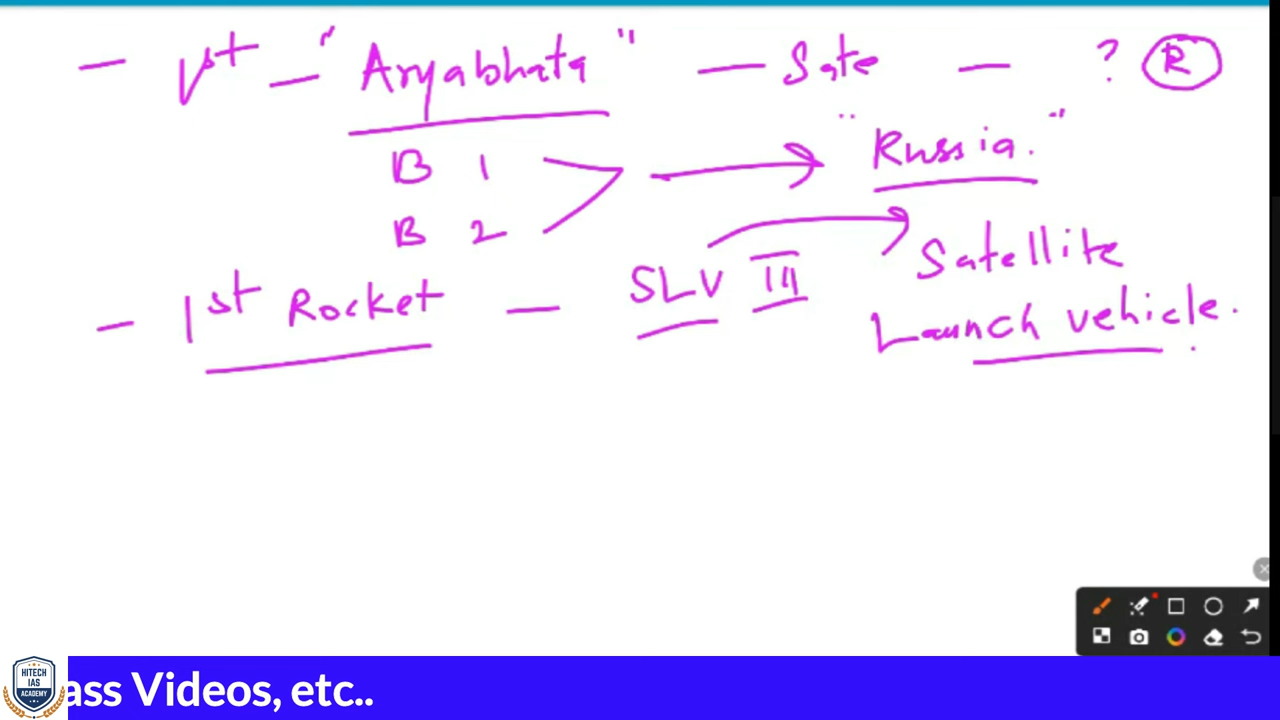 - 1st - "Aryabhata" - Sate - ? R
B 1 → "Russia."
B 2
- 1st Rocket - SLV III → Satellite
Launch vehicle.
HITECH
IAS
ACADEMY
ass Videos, etc..